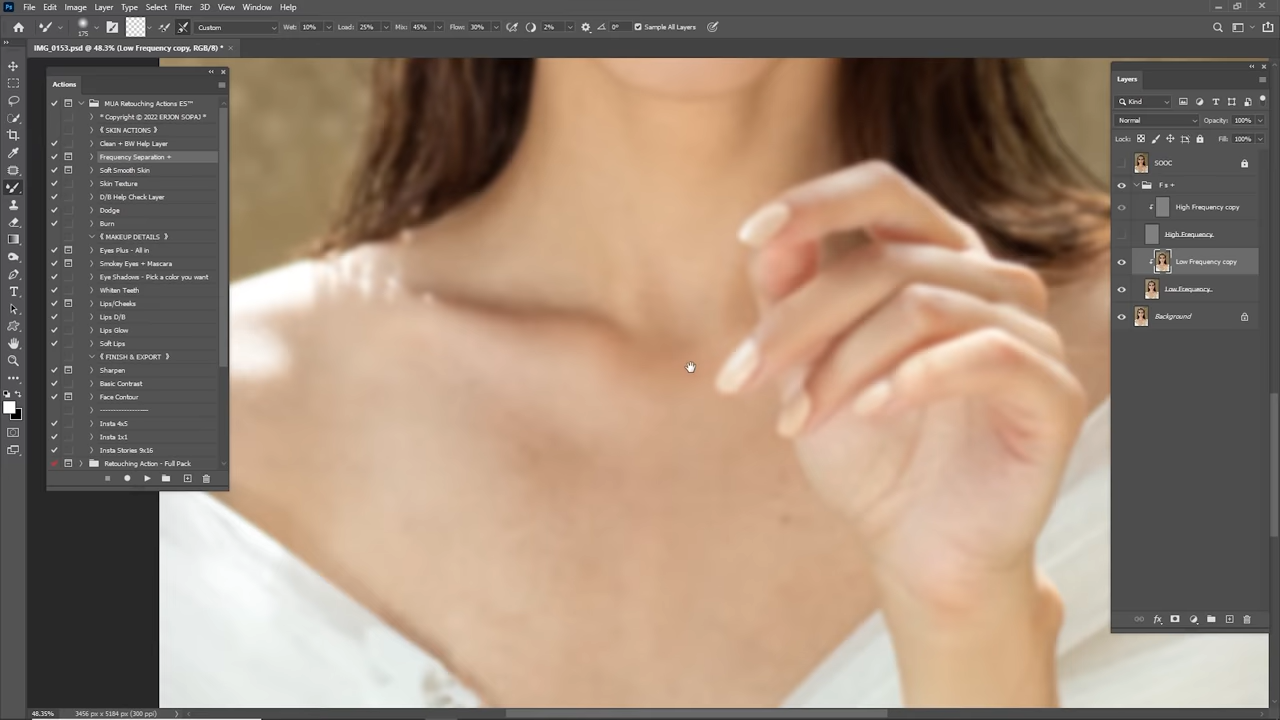 Ps File Edit Image Layer Type Select Filter 3D View Window Help
175 Custom Wet: 10% Load: 25% Mix: 45% Flow: 30% 2% 0° Sample All Layers
IMG_0153.psd @ 48.3% (Low Frequency copy, RGB/8) *
Actions
MUA Retouching Actions ES™
* Copyright © 2022 ERJON SOPAJ *
《 SKIN ACTIONS 》
Clean + BW Help Layer
Frequency Separation +
Soft Smooth Skin
Skin Texture
D/B Help Check Layer
Dodge
Burn
《 MAKEUP DETAILS 》
Eyes Plus - All in
Smokey Eyes + Mascara
Eye Shadows - Pick a color you want
Whiten Teeth
Lips/Cheeks
Lips D/B
Lips Glow
Soft Lips
《 FINISH & EXPORT 》
Sharpen
Basic Contrast
Face Contour
-------------------
Insta 4x5
Insta 1x1
Insta Stories 9x16
Retouching Action - Full Pack
Layers
Kind
Normal Opacity: 100%
Lock: Fill: 100%
SOOC
F s +
High Frequency copy
High Frequency
Low Frequency copy
Low Frequency
Background
48.35% 3456 px x 5184 px (300 ppi)